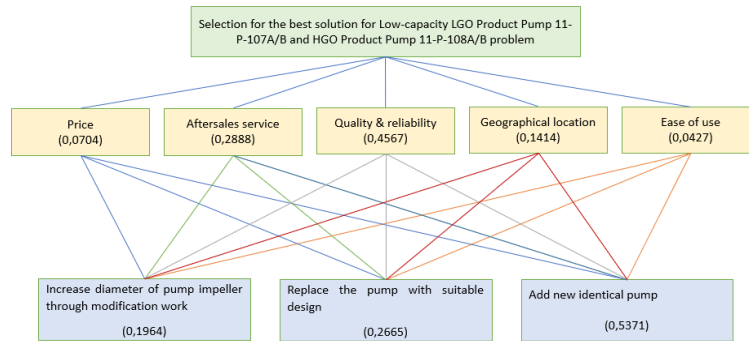 Selection for the best solution for Low-capacity LGO Product Pump 11-
P-107A/B and HGO Product Pump 11-P-108A/B problem
Price
(0,0704)
Aftersales service
(0,2888)
Quality & reliability
(0,4567)
Geographical location
(0,1414)
Ease of use
(0,0427)
Increase diameter of pump impeller
through modification work
(0,1964)
Replace the pump with suitable
design
(0,2665)
Add new identical pump
(0,5371)